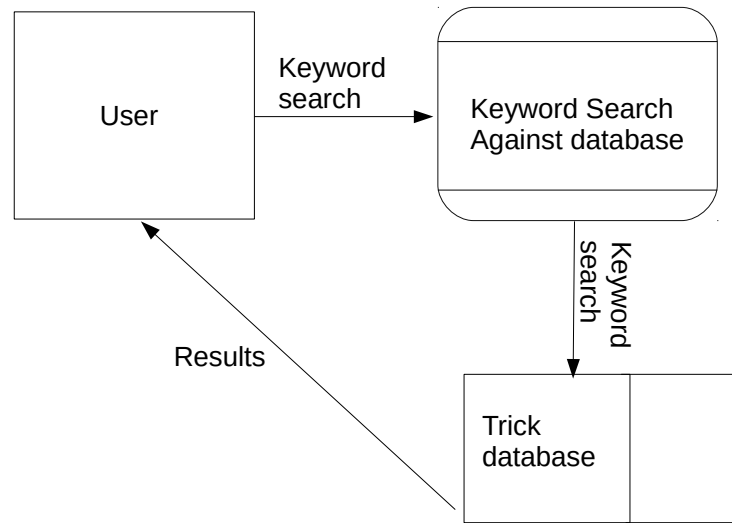 User
Keyword
search
Keyword Search
Against database
Keyword
search
Results
Trick
database